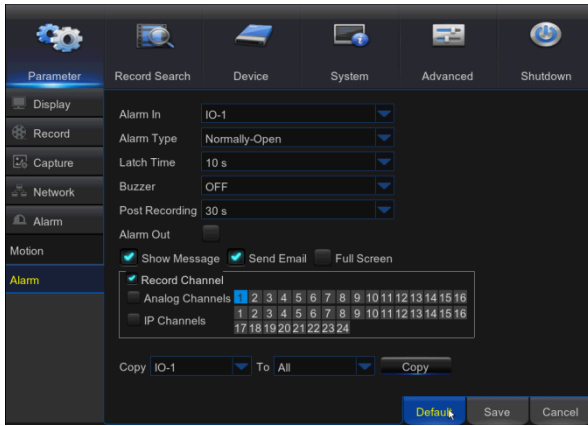 Parameter Record Search Device System Advanced Shutdown
Display
Record
Capture
Network
Alarm
Motion
Alarm
Alarm In IO-1
Alarm Type Normally-Open
Latch Time 10 s
Buzzer OFF
Post Recording 30 s
Alarm Out
Show Message Send Email Full Screen
Record Channel
Analog Channels 1 2 3 4 5 6 7 8 9 10 11 12 13 14 15 16
IP Channels 1 2 3 4 5 6 7 8 9 10 11 12 13 14 15 16
17 18 19 20 21 22 23 24
Copy IO-1 To All Copy
Default Save Cancel